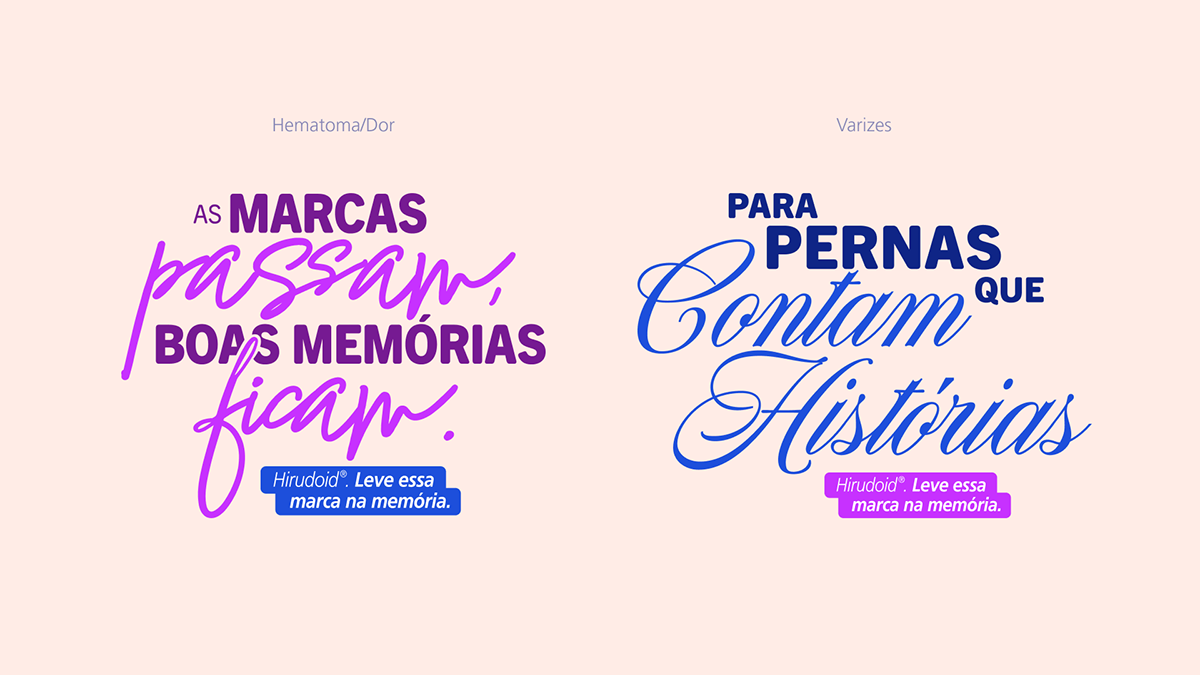 Hematoma/Dor
AS MARCAS
passam,
BOAS MEMÓRIAS
ficam.
Hirudoid®. Leve essa
marca na memória.
Varizes
PARA
PERNAS
QUE
Contam
Histórias
Hirudoid®. Leve essa
marca na memória.